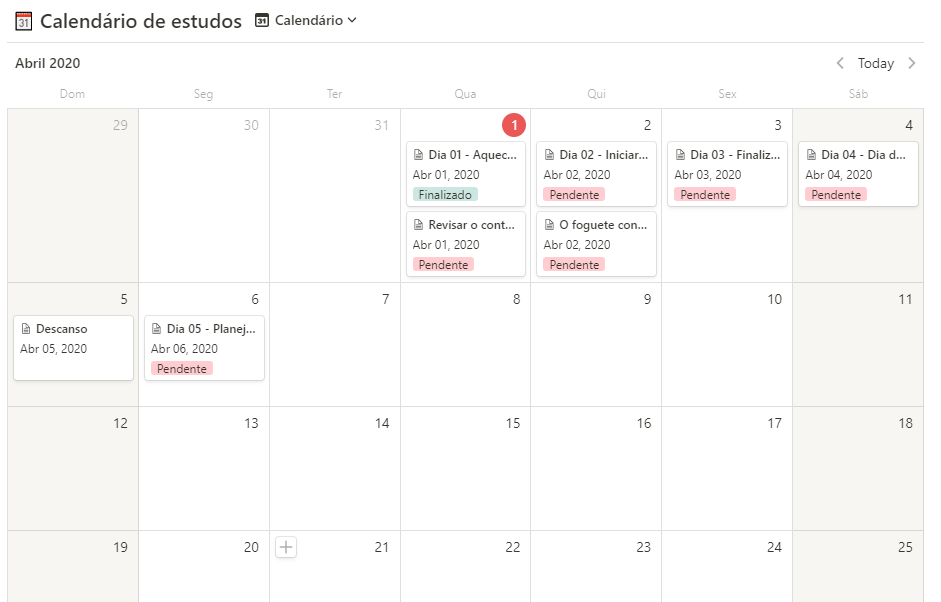 Calendário de estudos 31 Calendário
Abril 2020 Today
Dom Seg Ter Qua Qui Sex Sáb
29 30 31 1 2 3 4
Dia 01 - Aquec...
Abr 01, 2020
Finalizado
Revisar o cont...
Abr 01, 2020
Pendente
Dia 02 - Iniciar...
Abr 02, 2020
Pendente
O foguete con...
Abr 02, 2020
Pendente
Dia 03 - Finaliz...
Abr 03, 2020
Pendente
Dia 04 - Dia d...
Abr 04, 2020
Pendente
5 6 7 8 9 10 11
Descanso
Abr 05, 2020
Dia 05 - Planej...
Abr 06, 2020
Pendente
12 13 14 15 16 17 18
19 20 21 22 23 24 25